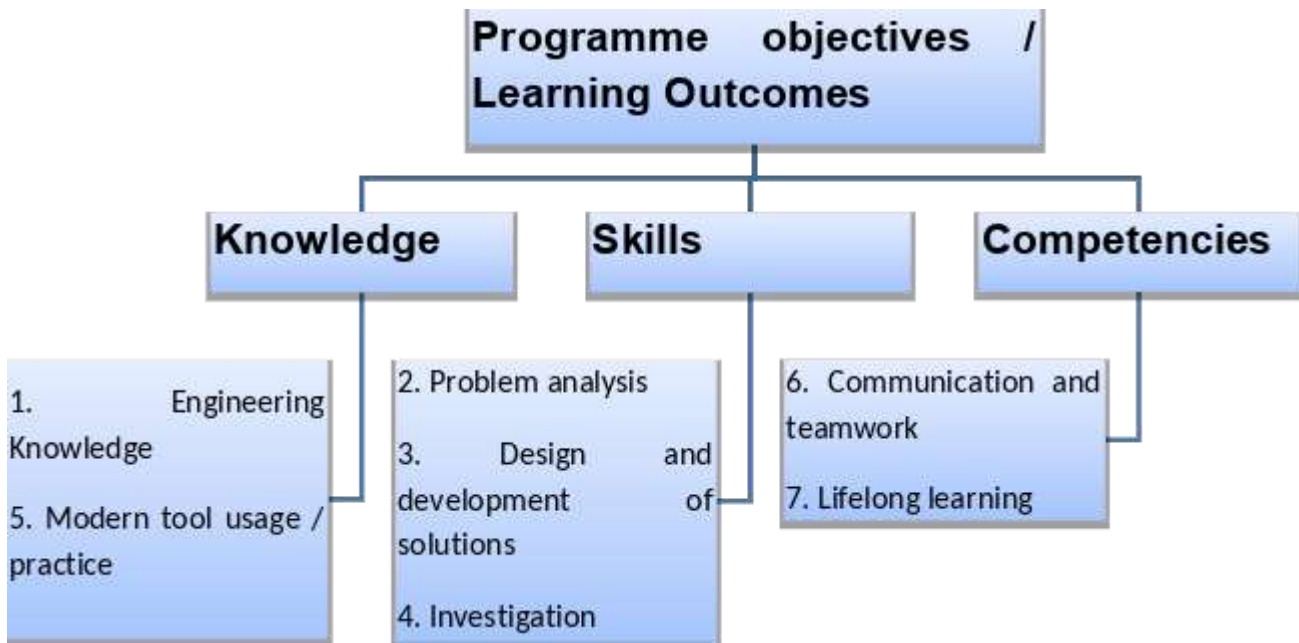 Programme objectives /
Learning Outcomes
Knowledge
Skills
Competencies
1. Engineering
Knowledge
5. Modern tool usage /
practice
2. Problem analysis
3. Design and
development of
solutions
4. Investigation
6. Communication and
teamwork
7. Lifelong learning